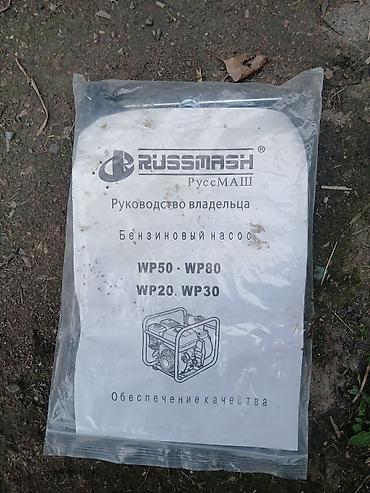 RUSSMASH®
РуссМАШ
Руководство владельца
Бензиновый насос
WP50 · WP80
WP20. WP30
Обеспечение качества